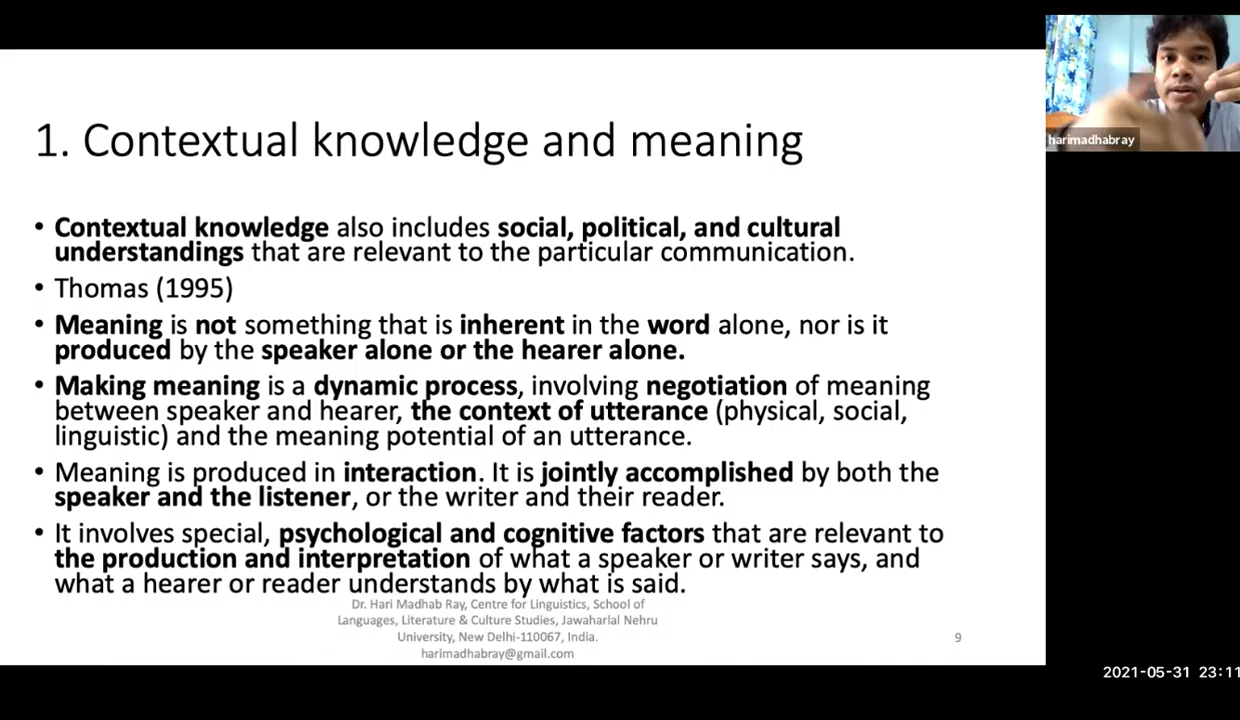 harimadhabray
1. Contextual knowledge and meaning
• Contextual knowledge also includes social, political, and cultural
understandings that are relevant to the particular communication.
• Thomas (1995)
• Meaning is not something that is inherent in the word alone, nor is it
produced by the speaker alone or the hearer alone.
• Making meaning is a dynamic process, involving negotiation of meaning
between speaker and hearer, the context of utterance (physical, social,
linguistic) and the meaning potential of an utterance.
• Meaning is produced in interaction. It is jointly accomplished by both the
speaker and the listener, or the writer and their reader.
• It involves special, psychological and cognitive factors that are relevant to
the production and interpretation of what a speaker or writer says, and
what a hearer or reader understands by what is said.
Dr. Hari Madhab Ray, Centre for Linguistics, School of
Languages, Literature & Culture Studies, Jawaharlal Nehru
University, New Delhi-110067, India.
harimadhabray@gmail.com
9
2021-05-31 23:11